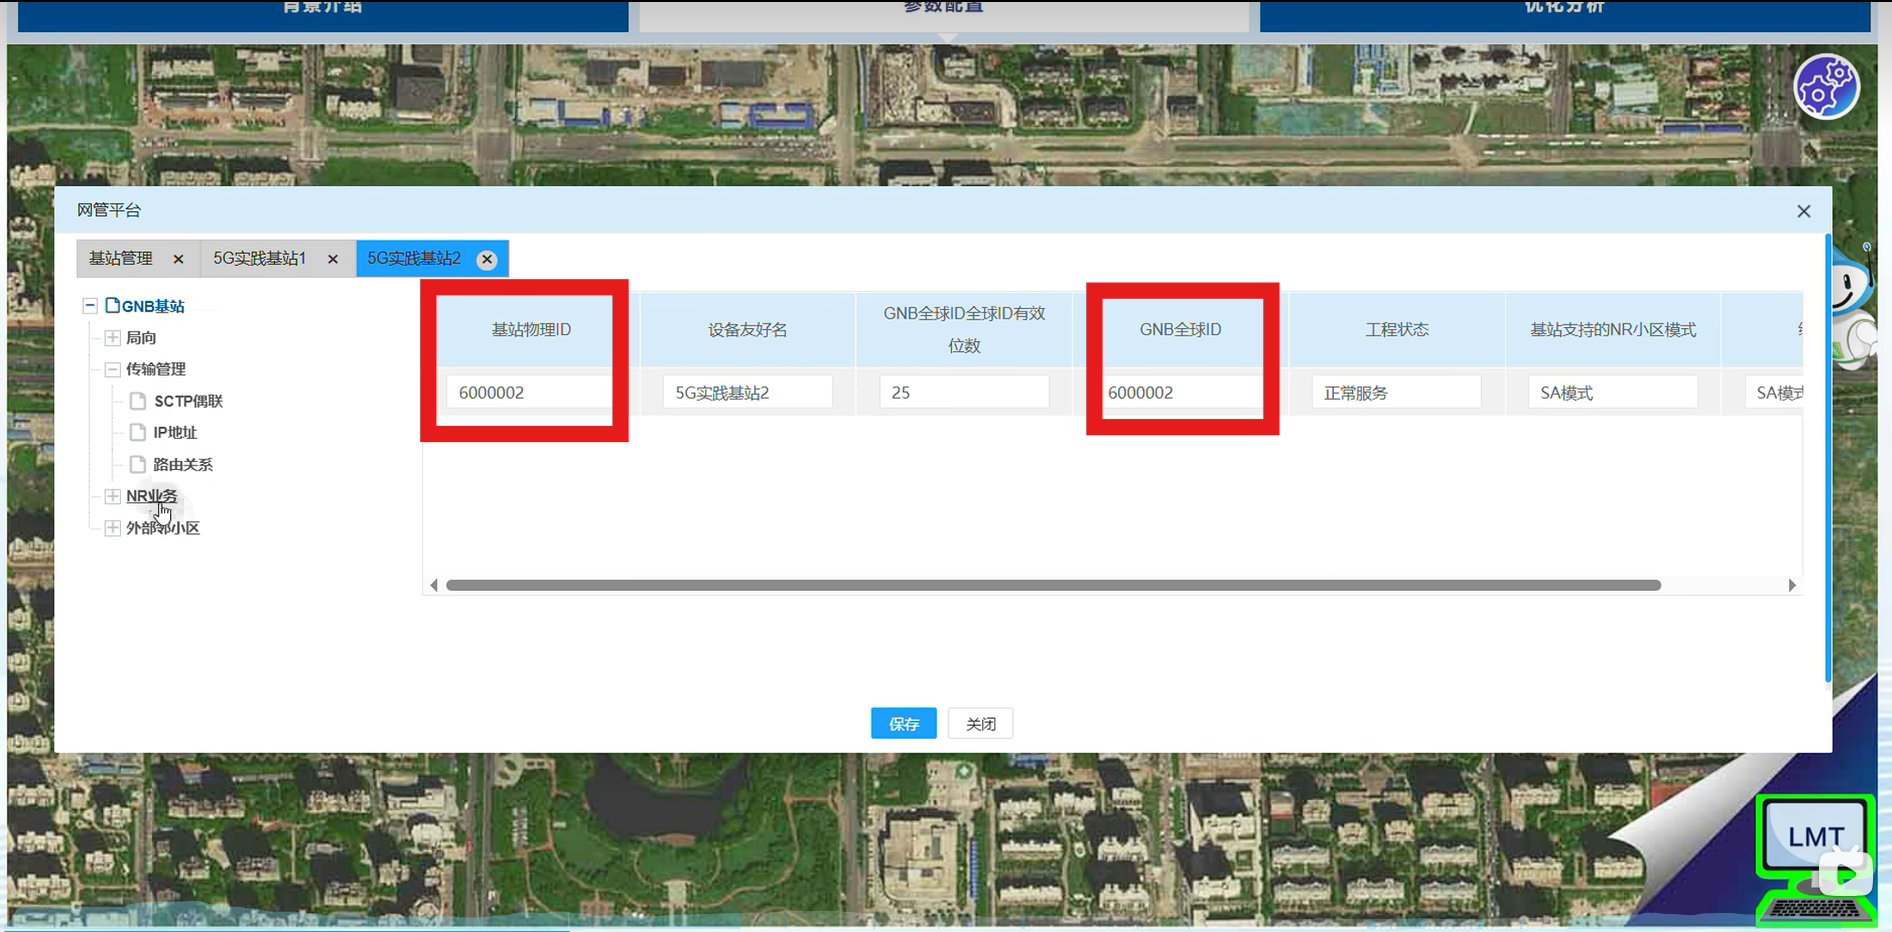 背景介绍
参数配置
优化分析
网管平台
基站管理
5G实践基站1
5G实践基站2
GNB基站
局向
传输管理
SCTP偶联
IP地址
路由关系
NR业务
外部邻小区
基站物理ID
设备友好名
GNB全球ID全球ID有效
位数
GNB全球ID
工程状态
基站支持的NR小区模式
6000002
5G实践基站2
25
6000002
正常服务
SA模式
SA模式
保存
关闭
LMT